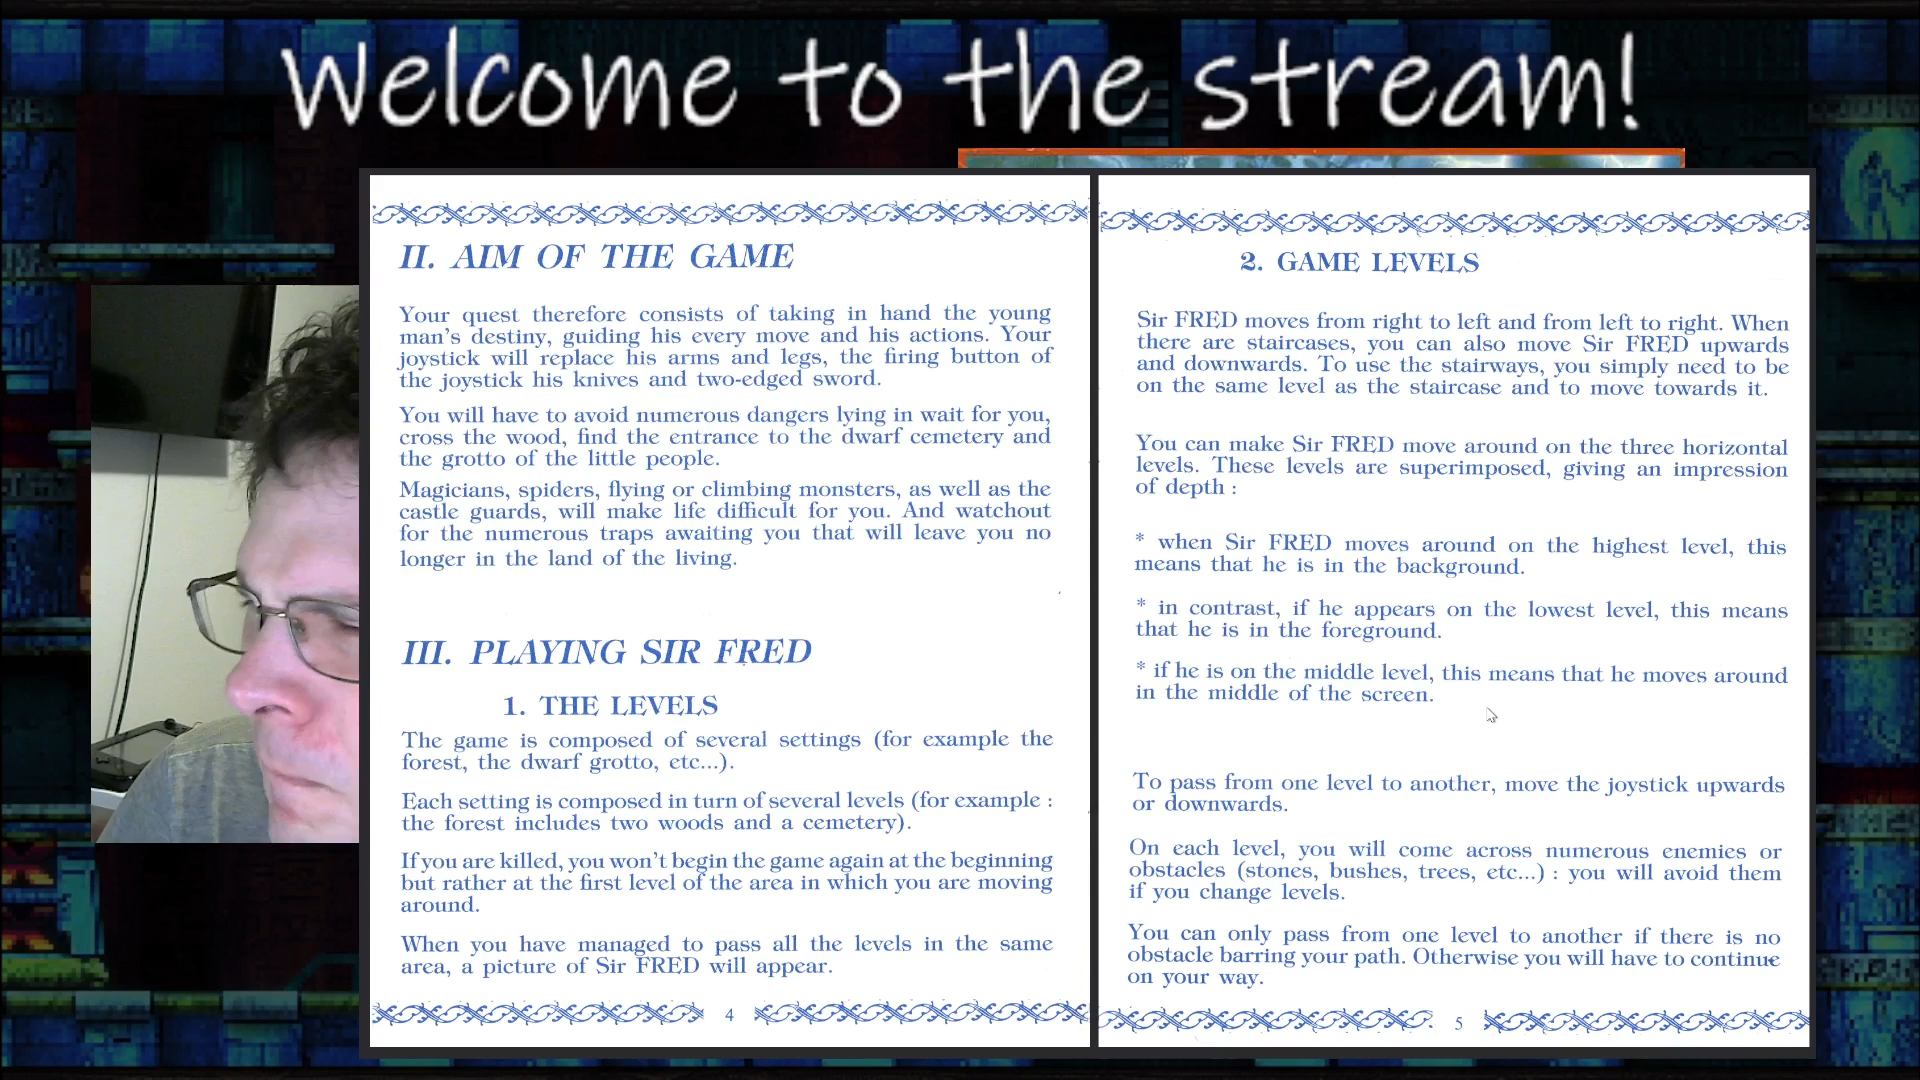 Welcome to the stream!
II. AIM OF THE GAME
Your quest therefore consists of taking in hand the young
man's destiny, guiding his every move and his actions. Your
joystick will replace his arms and legs, the firing button of
the joystick his knives and two-edged sword.
You will have to avoid numerous dangers lying in wait for you,
cross the wood, find the entrance to the dwarf cemetery and
the grotto of the little people.
Magicians, spiders, flying or climbing monsters, as well as the
castle guards, will make life difficult for you. And watchout
for the numerous traps awaiting you that will leave you no
longer in the land of the living.
III. PLAYING SIR FRED
1. THE LEVELS
The game is composed of several settings (for example the
forest, the dwarf grotto, etc...).
Each setting is composed in turn of several levels (for example :
the forest includes two woods and a cemetery).
If you are killed, you won't begin the game again at the beginning
but rather at the first level of the area in which you are moving
around.
When you have managed to pass all the levels in the same
area, a picture of Sir FRED will appear.
4
2. GAME LEVELS
Sir FRED moves from right to left and from left to right. When
there are staircases, you can also move Sir FRED upwards
and downwards. To use the stairways, you simply need to be
on the same level as the staircase and to move towards it.
You can make Sir FRED move around on the three horizontal
levels. These levels are superimposed, giving an impression
of depth :
* when Sir FRED moves around on the highest level, this
means that he is in the background.
* in contrast, if he appears on the lowest level, this means
that he is in the foreground.
* if he is on the middle level, this means that he moves around
in the middle of the screen.
To pass from one level to another, move the joystick upwards
or downwards.
On each level, you will come across numerous enemies or
obstacles (stones, bushes, trees, etc...) : you will avoid them
if you change levels.
You can only pass from one level to another if there is no
obstacle barring your path. Otherwise you will have to continue
on your way.
5